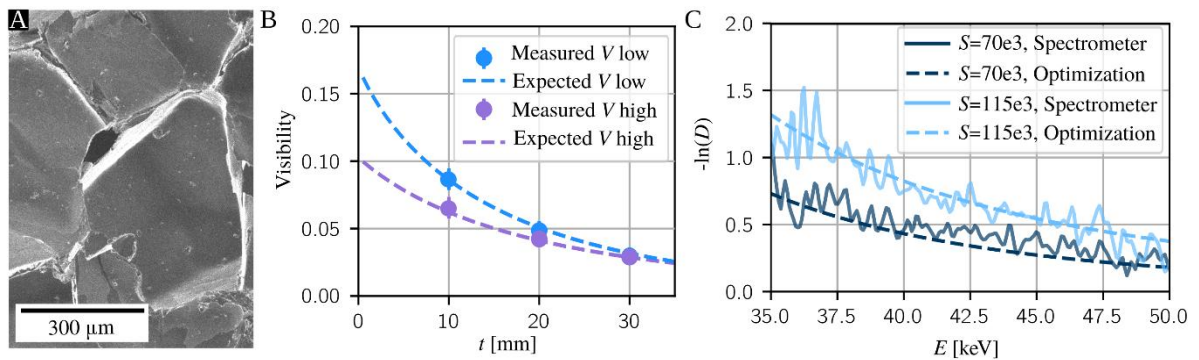 A
300 µm
B
Visibility
0.20
0.15
0.10
0.05
0.00
0
10
20
30
t [mm]
Measured V low
Expected V low
Measured V high
Expected V high
C
-ln(D)
2.0
1.5
1.0
0.5
0.0
35.0
37.5
40.0
42.5
45.0
47.5
50.0
E [keV]
S=70e3, Spectrometer
S=70e3, Optimization
S=115e3, Spectrometer
S=115e3, Optimization